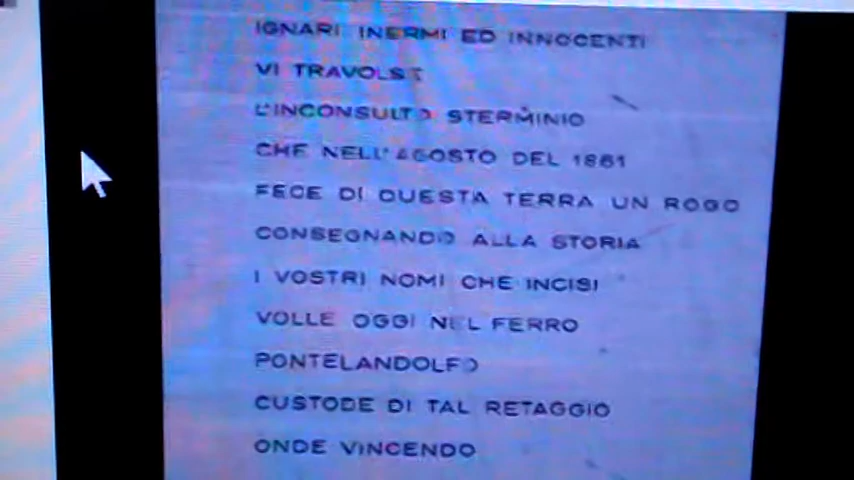 IGNARI INERMI ED INNOCENTI
VI TRAVOLSE
L'INCONSULTO STERMINIO
CHE NELL'AGOSTO DEL 1861
FECE DI QUESTA TERRA UN ROGO
CONSEGNANDO ALLA STORIA
I VOSTRI NOMI CHE INCISI
VOLLE OGGI NEL FERRO
PONTELANDOLFO
CUSTODE DI TAL RETAGGIO
ONDE VINCENDO